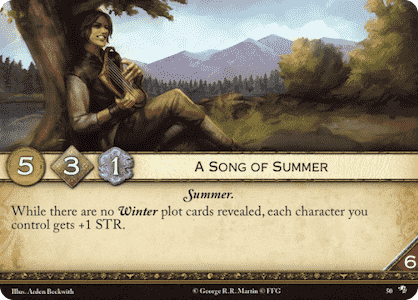 5 3 1 A SONG OF SUMMER
Summer.
While there are no Winter plot cards revealed, each character you
control gets +1 STR.
6
Illus. Arden Beckwith © George R.R. Martin © FFG 50